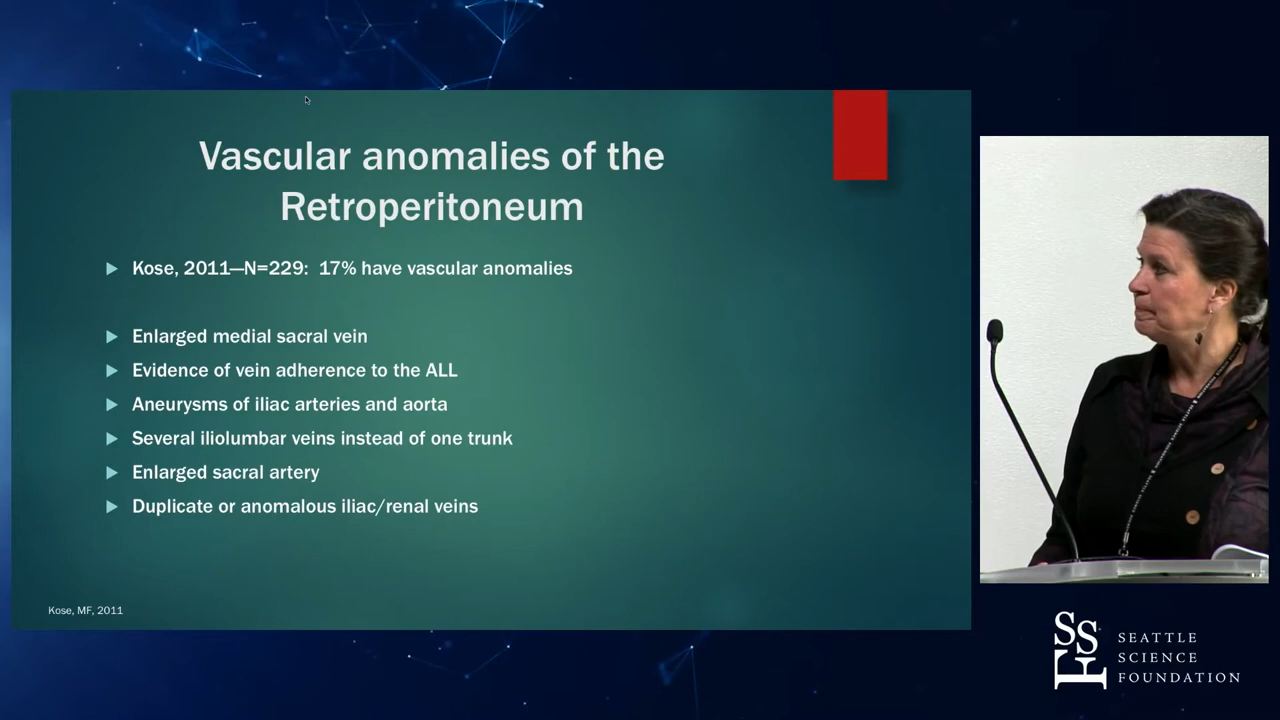 Vascular anomalies of the
Retroperitoneum
Kose, 2011—N=229: 17% have vascular anomalies
Enlarged medial sacral vein
Evidence of vein adherence to the ALL
Aneurysms of iliac arteries and aorta
Several iliolumbar veins instead of one trunk
Enlarged sacral artery
Duplicate or anomalous iliac/renal veins
Kose, MF, 2011
SSF
SEATTLE
SCIENCE
FOUNDATION